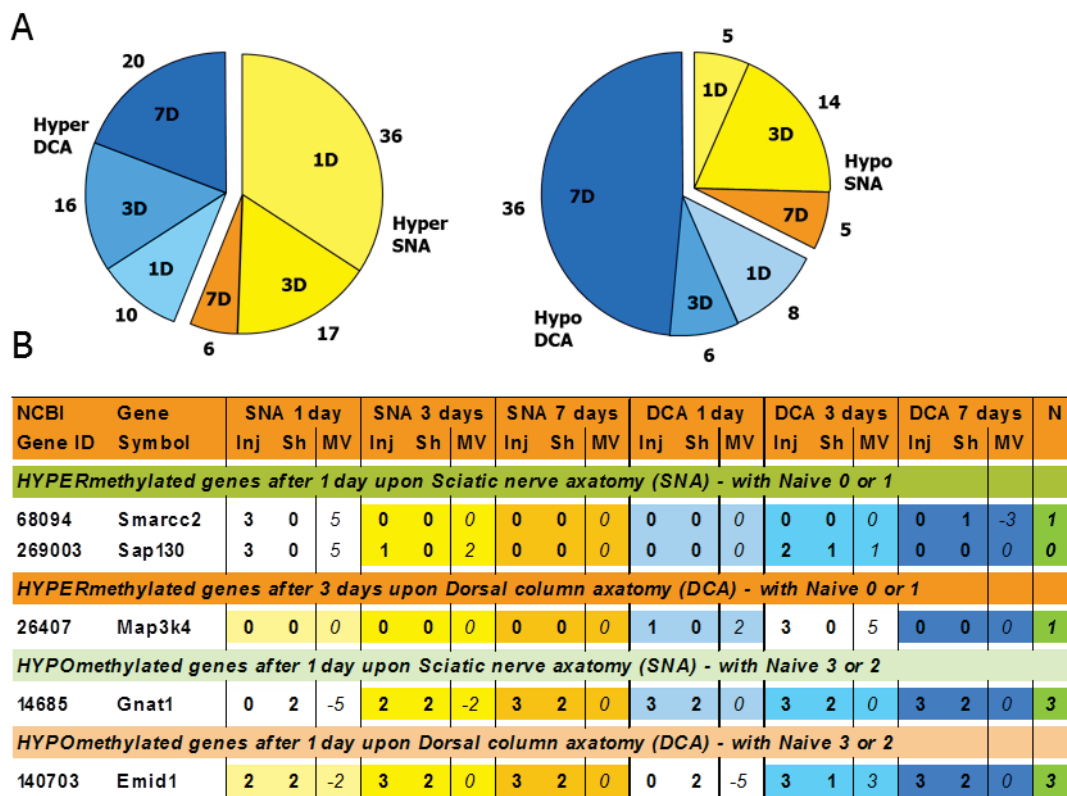 A
20
7D
Hyper
DCA
16
3D
1D
10
36
1D
Hyper
SNA
7D
3D
6
17
5
1D
14
3D
Hypo
SNA
7D
5
36
7D
1D
8
3D
6
Hypo
DCA
B
NCBI Gene SNA 1 day SNA 3 days SNA 7 days DCA 1 day DCA 3 days DCA 7 days N
Gene ID Symbol Inj Sh MV Inj Sh MV Inj Sh MV Inj Sh MV Inj Sh MV Inj Sh MV
HYPERmethylated genes after 1 day upon Sciatic nerve axatomy (SNA) - with Naive 0 or 1
68094 Smarcc2 3 0 5 0 0 0 0 0 0 0 0 0 0 0 0 0 1 -3 1
269003 Sap130 3 0 5 1 0 2 0 0 0 0 0 0 2 1 1 0 0 0 0
HYPERmethylated genes after 3 days upon Dorsal column axatomy (DCA) - with Naive 0 or 1
26407 Map3k4 0 0 0 0 0 0 0 0 0 1 0 2 3 0 5 0 0 0 1
HYPOmethylated genes after 1 day upon Sciatic nerve axatomy (SNA) - with Naive 3 or 2
14685 Gnat1 0 2 -5 2 2 -2 3 2 0 3 2 0 3 2 0 3 2 0 3
HYPOmethylated genes after 1 day upon Dorsal column axatomy (DCA) - with Naive 3 or 2
140703 Emid1 2 2 -2 3 2 0 3 2 0 0 2 -5 3 1 3 3 2 0 3